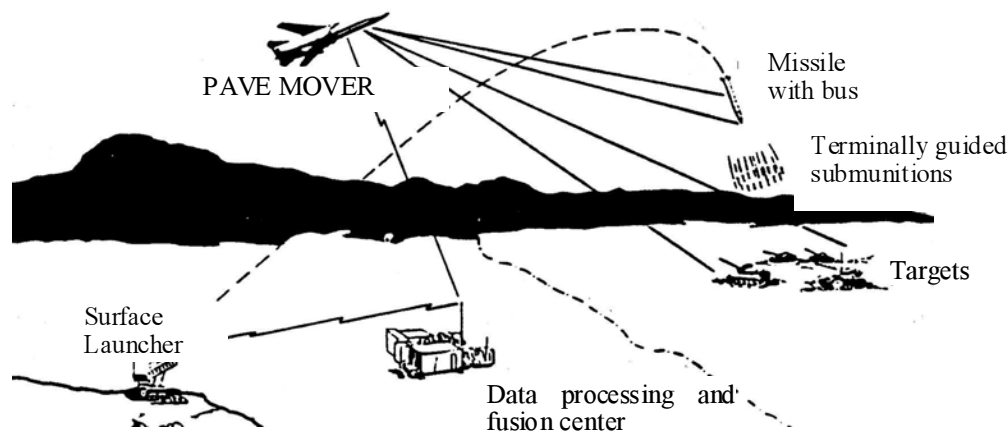 PAVE MOVER
Missile
with bus
Terminally guided
submunitions
Targets
Surface
Launcher
Data processing and
fusion center